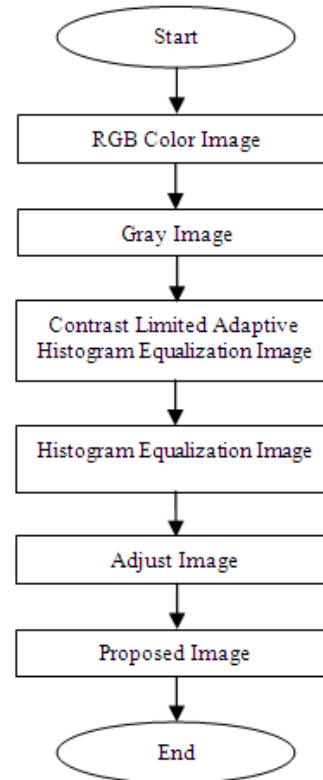 Start
RGB Color Image
Gray Image
Contrast Limited Adaptive
Histogram Equalization Image
Histogram Equalization Image
Adjust Image
Proposed Image
End